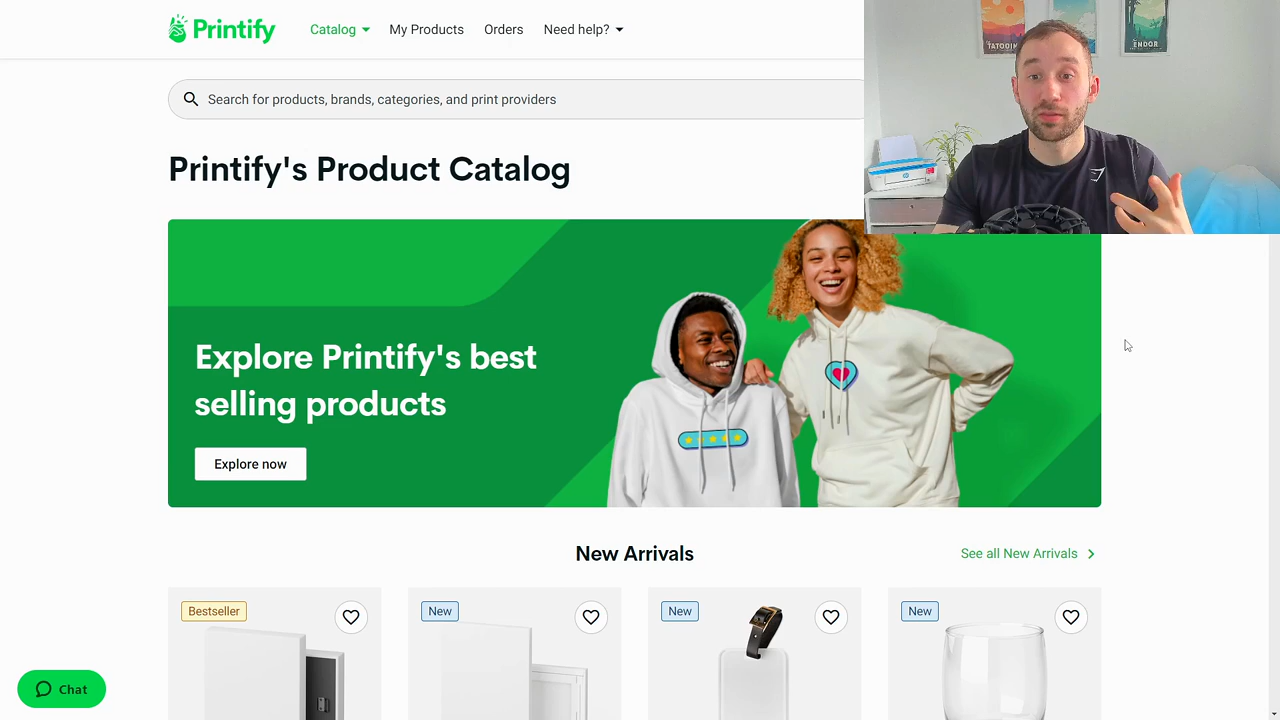 Printify
Catalog
My Products
Orders
Need help?
TATOOIN
ENDOR
Search for products, brands, categories, and print providers
Printify's Product Catalog
Explore Printify's best
selling products
Explore now
New Arrivals
See all New Arrivals
Bestseller
New
New
New
Chat